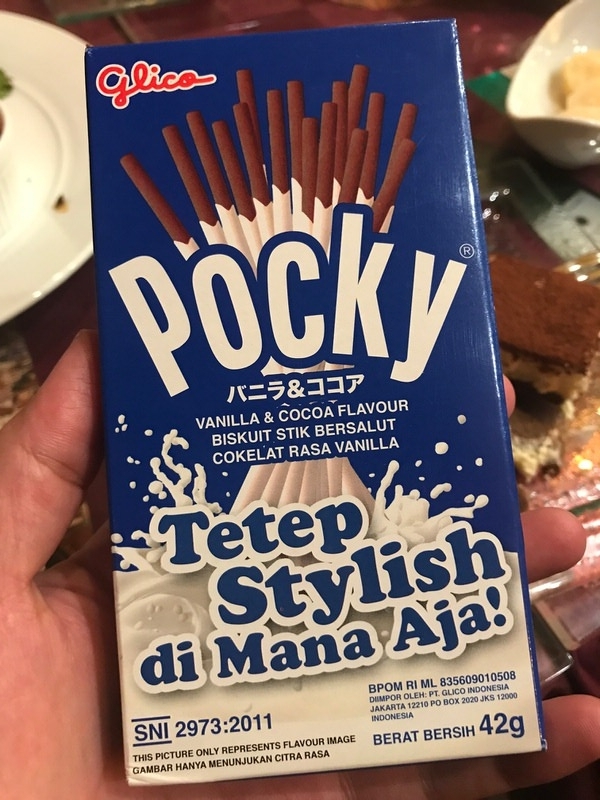 Glico
Pocky®
バニラ&ココア
VANILLA & COCOA FLAVOUR
BISKUIT STIK BERSALUT
COKELAT RASA VANILLA
Tetep
Stylish
di Mana Aja!
BPOM RI ML 835609010508
DIIMPOR OLEH: PT. GLICO INDONESIA
JAKARTA 12210 PO BOX 2020 JKS 12000
INDONESIA
SNI 2973:2011
BERAT BERSIH 42g
THIS PICTURE ONLY REPRESENTS FLAVOUR IMAGE
GAMBAR HANYA MENUNJUKAN CITRA RASA